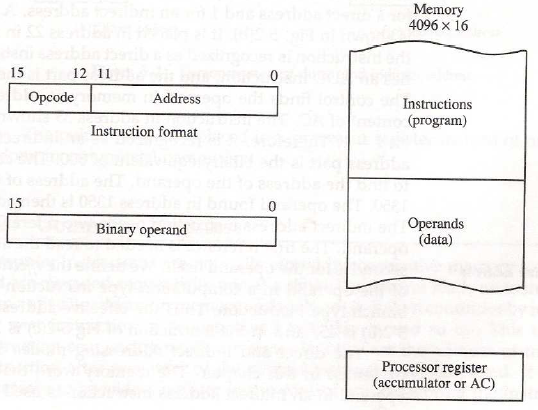 Memory
4096 × 16
15 12 11 0
Opcode Address
Instruction format
Instructions
(program)
15 0
Binary operand
Operands
(data)
Processor register
(accumulator or AC)